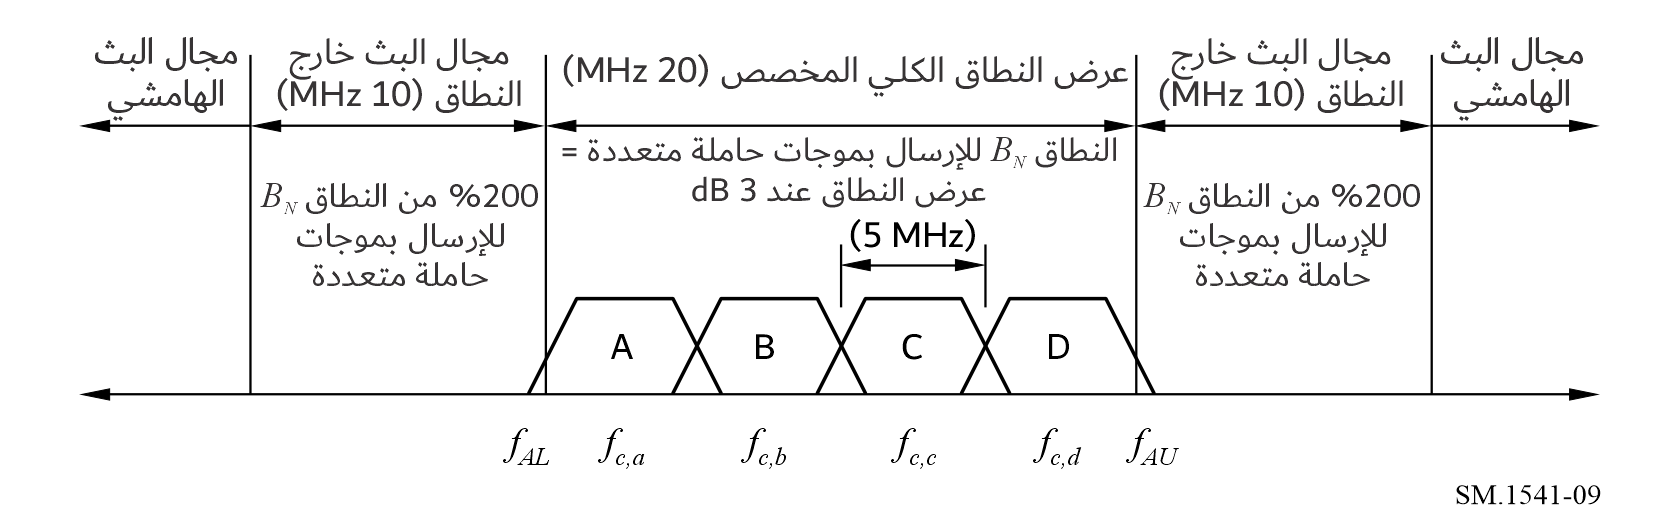 مجال البث
الهامشي
مجال البث خارج
النطاق (10 MHz)
عرض النطاق الكلي المخصص (20 MHz)
مجال البث خارج
النطاق (10 MHz)
مجال البث
الهامشي
النطاق B_N للإرسال بموجات حاملة متعددة =
عرض النطاق عند 3 dB
(5 MHz)
200% من النطاق B_N
للإرسال بموجات
حاملة متعددة
200% من النطاق B_N
للإرسال بموجات
حاملة متعددة
A B C D
f_AL f_c,a f_c,b f_c,c f_c,d f_AU
SM.1541-09